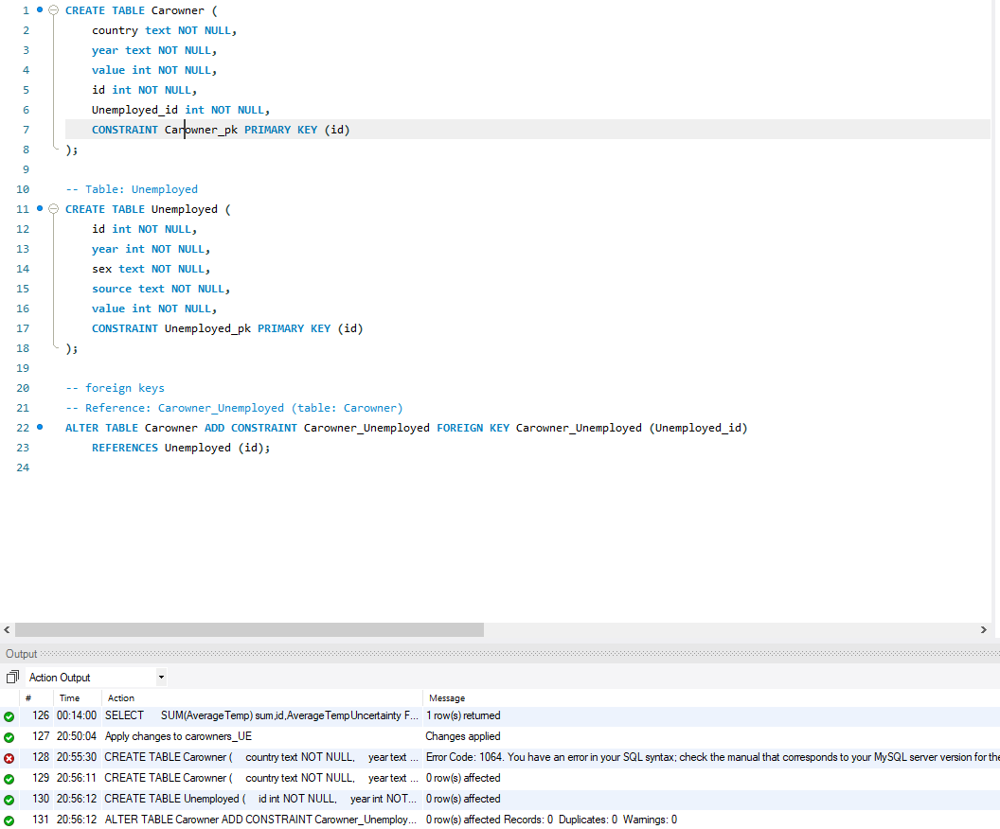 1 CREATE TABLE Carowner (
2 country text NOT NULL,
3 year text NOT NULL,
4 value int NOT NULL,
5 id int NOT NULL,
6 Unemployed_id int NOT NULL,
7 CONSTRAINT Carowner_pk PRIMARY KEY (id)
8 );
9
10 -- Table: Unemployed
11 CREATE TABLE Unemployed (
12 id int NOT NULL,
13 year int NOT NULL,
14 sex text NOT NULL,
15 source text NOT NULL,
16 value int NOT NULL,
17 CONSTRAINT Unemployed_pk PRIMARY KEY (id)
18 );
19
20 -- foreign keys
21 -- Reference: Carowner_Unemployed (table: Carowner)
22 ALTER TABLE Carowner ADD CONSTRAINT Carowner_Unemployed FOREIGN KEY Carowner_Unemployed (Unemployed_id)
23 REFERENCES Unemployed (id);
24
Output
Action Output
# Time Action Message
126 00:14:00 SELECT SUM(AverageTemp) sum,id,AverageTempUncertainty F... 1 row(s) returned
127 20:50:04 Apply changes to carowners_UE Changes applied
128 20:55:30 CREATE TABLE Carowner ( country text NOT NULL, year text ... Error Code: 1064. You have an error in your SQL syntax; check the manual that corresponds to your MySQL server version for the
129 20:56:11 CREATE TABLE Carowner ( country text NOT NULL, year text ... 0 row(s) affected
130 20:56:12 CREATE TABLE Unemployed ( id int NOT NULL, year int NOT... 0 row(s) affected
131 20:56:12 ALTER TABLE Carowner ADD CONSTRAINT Carowner_Unemploy... 0 row(s) affected Records: 0 Duplicates: 0 Warnings: 0